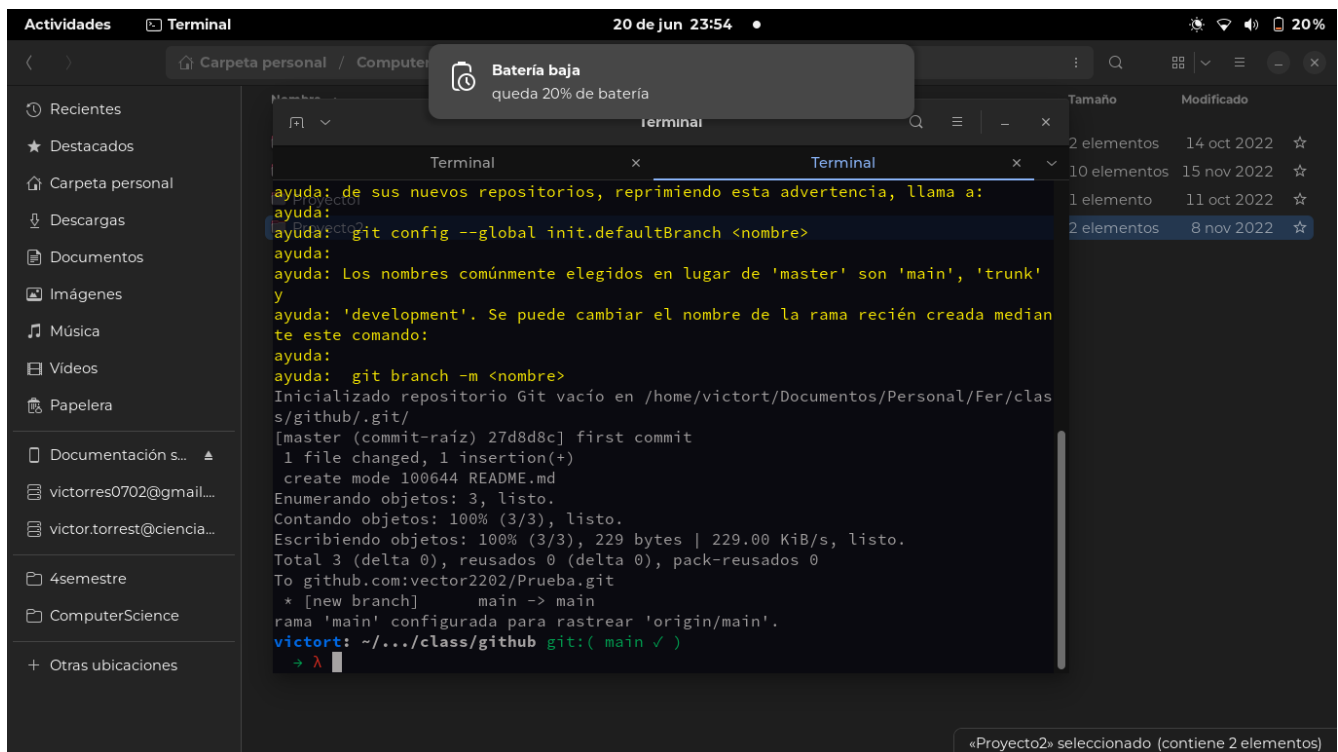 Actividades Terminal 20 de jun 23:54 20%
Carpeta personal / Computer
Batería baja
queda 20% de batería
Recientes
Destacados
Carpeta personal
Descargas
Documentos
Imágenes
Música
Vídeos
Papelera
Documentación s...
victorres0702@gmail....
victor.torrest@ciencia...
4semestre
ComputerScience
+ Otras ubicaciones
Nombre Tamaño Modificado
2 elementos 14 oct 2022
10 elementos 15 nov 2022
Proyecto1 1 elemento 11 oct 2022
Proyecto2 2 elementos 8 nov 2022
Terminal
Terminal Terminal
ayuda: de sus nuevos repositorios, reprimiendo esta advertencia, llama a:
ayuda:
ayuda: git config --global init.defaultBranch <nombre>
ayuda:
ayuda: Los nombres comúnmente elegidos en lugar de 'master' son 'main', 'trunk'
y
ayuda: 'development'. Se puede cambiar el nombre de la rama recién creada median
te este comando:
ayuda:
ayuda: git branch -m <nombre>
Inicializado repositorio Git vacío en /home/victort/Documentos/Personal/Fer/clas
s/github/.git/
[master (commit-raíz) 27d8d8c] first commit
1 file changed, 1 insertion(+)
create mode 100644 README.md
Enumerando objetos: 3, listo.
Contando objetos: 100% (3/3), listo.
Escribiendo objetos: 100% (3/3), 229 bytes | 229.00 KiB/s, listo.
Total 3 (delta 0), reusados 0 (delta 0), pack-reusados 0
To github.com:vector2202/Prueba.git
* [new branch] main -> main
rama 'main' configurada para rastrear 'origin/main'.
victort: ~/.../class/github git:( main ✓ )
→ λ
«Proyecto2» seleccionado (contiene 2 elementos)